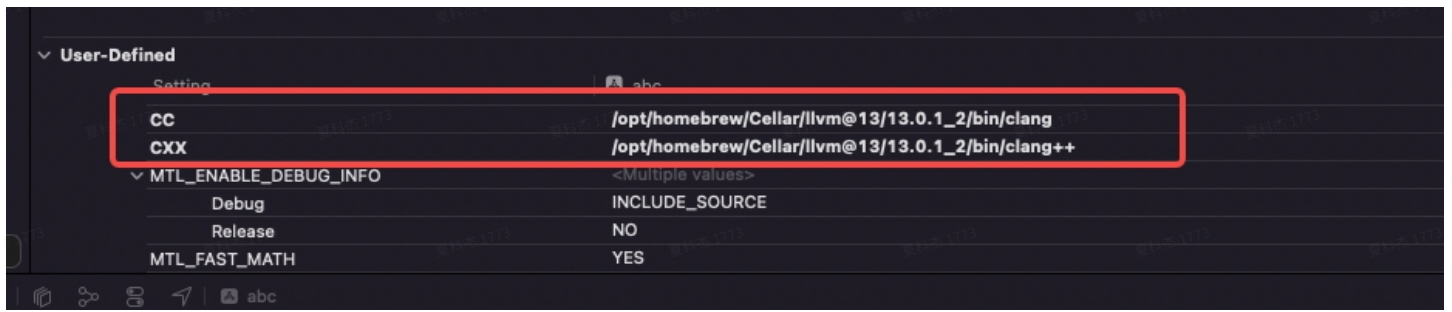 User-Defined
Setting abc
CC /opt/homebrew/Cellar/llvm@13/13.0.1_2/bin/clang
CXX /opt/homebrew/Cellar/llvm@13/13.0.1_2/bin/clang++
MTL_ENABLE_DEBUG_INFO <Multiple values>
Debug INCLUDE_SOURCE
Release NO
MTL_FAST_MATH YES
abc